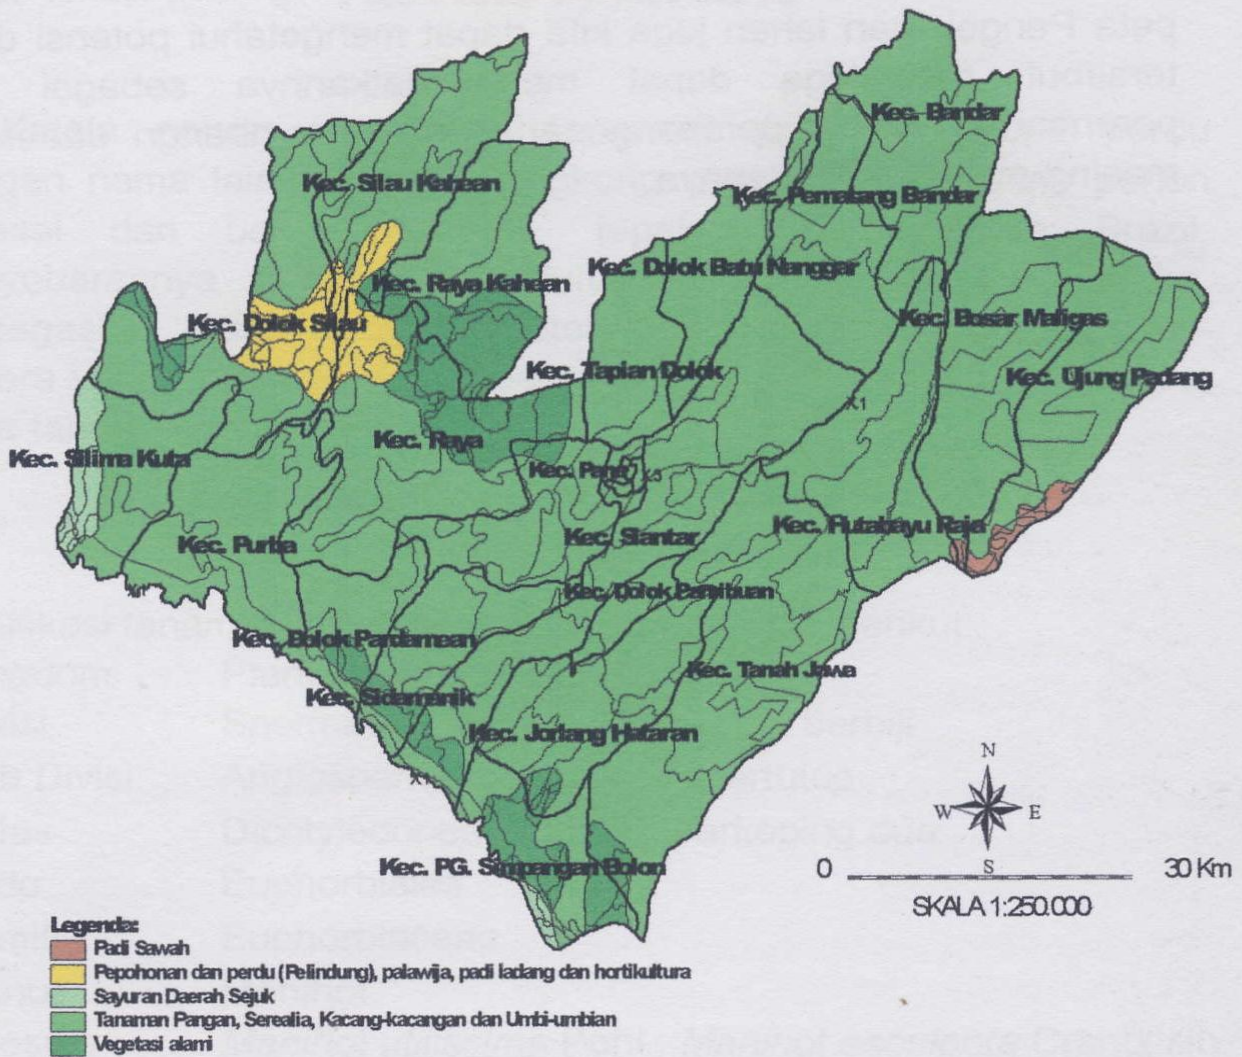 Kec. Bandar
Kec. Silau Kahean
Kec. Pematang Bandar
Kec. Dolok Batu Nanggar
Kec. Raya Kahean
Kec. Dolok Silau
Kec. Bosar Maligas
Kec. Tapian Dolok
Kec. Ujung Padang
Kec. Raya
Kec. Silima Kuta
Kec. Pane
Kec. Hutabayu Raja
Kec. Siantar
Kec. Purba
Kec. Dolok Panribuan
Kec. Dolok Pardamean
Kec. Tanah Jawa
Kec. Sidamanik
Kec. Jorlang Hataran
Kec. PG. Simpangan Bolon
N
W E
S
0 30 Km
SKALA 1:250.000
Legenda:
Padi Sawah
Pepohonan dan perdu (Pelindung), palawija, padi ladang dan hortikultura
Sayuran Daerah Sejuk
Tanaman Pangan, Serealia, Kacang-kacangan dan Umbi-umbian
Vegetasi alami